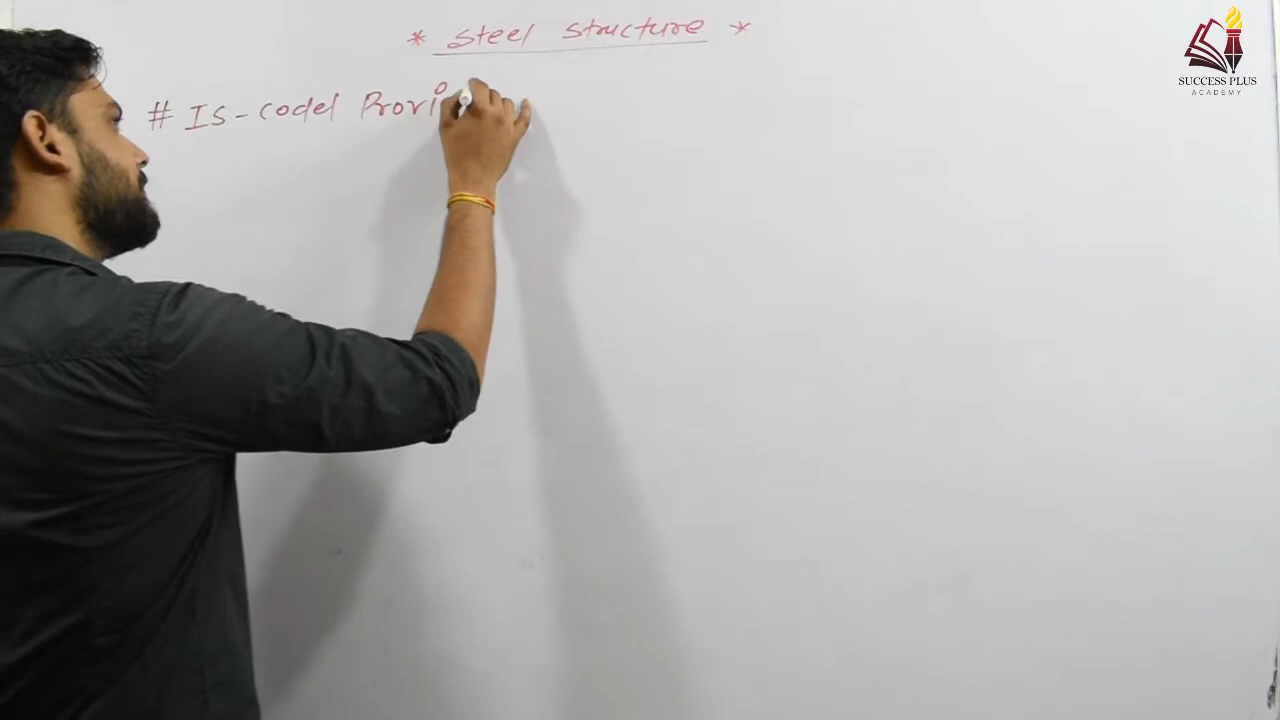 * Steel Structure *
# Is-codel Provi
SUCCESS PLUS
ACADEMY